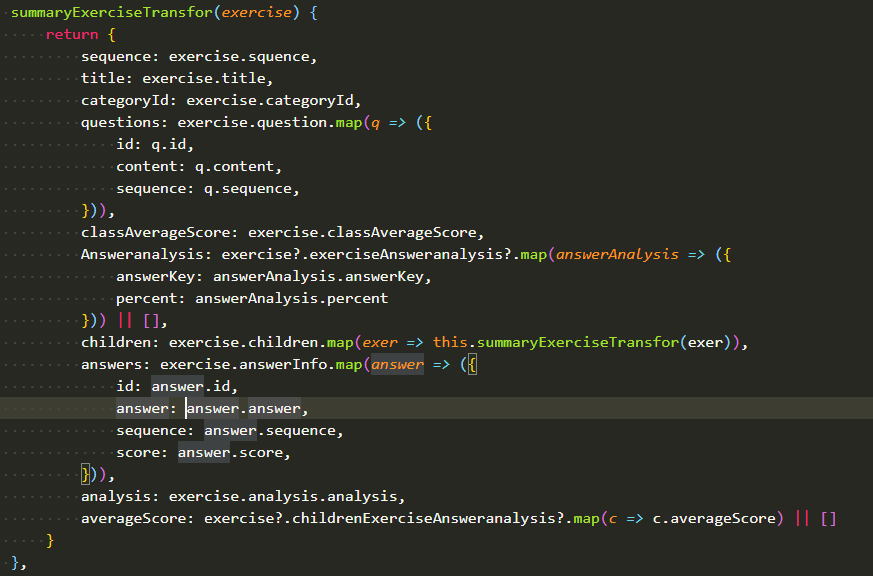 summaryExerciseTransfor(exercise) {
return {
sequence: exercise.squence,
title: exercise.title,
categoryId: exercise.categoryId,
questions: exercise.question.map(q => ({
id: q.id,
content: q.content,
sequence: q.sequence,
})),
classAverageScore: exercise.classAverageScore,
Answeranalysis: exercise?.exerciseAnsweranalysis?.map(answerAnalysis => ({
answerKey: answerAnalysis.answerKey,
percent: answerAnalysis.percent
})) || [],
children: exercise.children.map(exer => this.summaryExerciseTransfor(exer)),
answers: exercise.answerInfo.map(answer => ({
id: answer.id,
answer: answer.answer,
sequence: answer.sequence,
score: answer.score,
})),
analysis: exercise.analysis.analysis,
averageScore: exercise?.childrenExerciseAnsweranalysis?.map(c => c.averageScore) || []
}
},